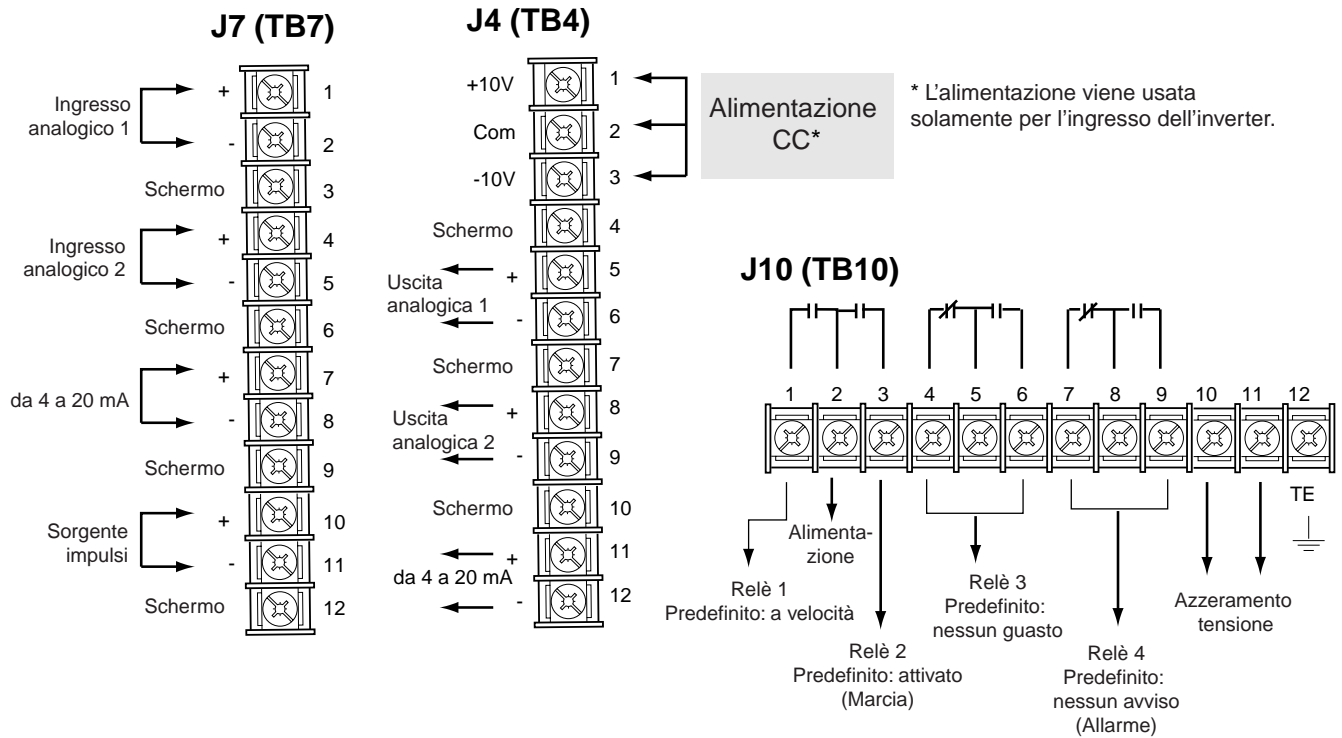 J7 (TB7)
Ingresso
analogico 1
+ 1
- 2
Schermo 3
Ingresso
analogico 2
+ 4
- 5
Schermo 6
da 4 a 20 mA
+ 7
- 8
Schermo 9
Sorgente
impulsi
+ 10
- 11
Schermo 12
J4 (TB4)
+10V 1
Com 2
-10V 3
Alimentazione
CC*
* L'alimentazione viene usata
solamente per l'ingresso dell'inverter.
Schermo 4
Uscita
analogica 1
+ 5
- 6
Schermo 7
Uscita
analogica 2
+ 8
- 9
Schermo 10
da 4 a 20 mA
+ 11
- 12
J10 (TB10)
1 2 3 4 5 6 7 8 9 10 11 12
TE
Alimenta-
zione
Relè 1
Predefinito: a velocità
Relè 2
Predefinito: attivato
(Marcia)
Relè 3
Predefinito:
nessun guasto
Relè 4
Predefinito:
nessun avviso
(Allarme)
Azzeramento
tensione